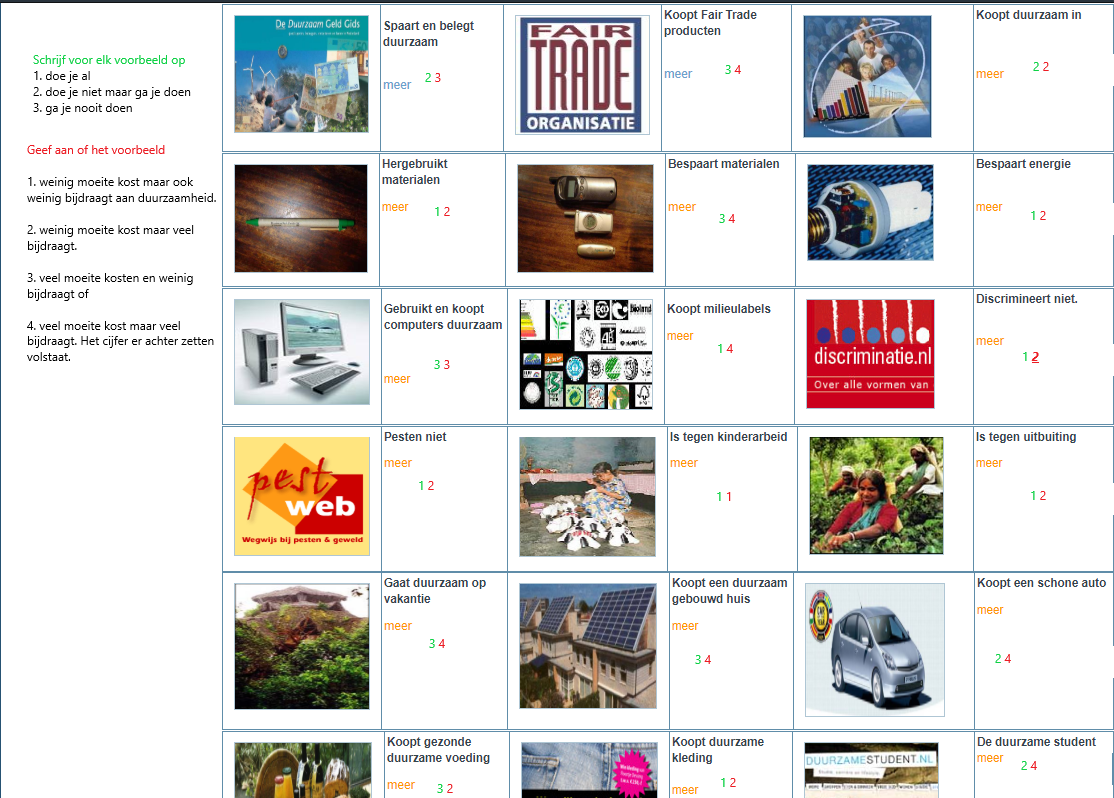 Schrijf voor elk voorbeeld op
1. doe je al
2. doe je niet maar ga je doen
3. ga je nooit doen
Geef aan of het voorbeeld
1. weinig moeite kost maar ook
weinig bijdraagt aan duurzaamheid.
2. weinig moeite kost maar veel
bijdraagt.
3. veel moeite kosten en weinig
bijdraagt of
4. veel moeite kost maar veel
bijdraagt. Het cijfer er achter zetten
volstaat.
De Duurzaam Geld Gids
Spaart en belegt
duurzaam
meer 2 3
FAIR
TRADE
ORGANISATIE
Koopt Fair Trade
producten
meer 3 4
Koopt duurzaam in
meer 2 2
Hergebruikt
materialen
meer 1 2
Bespaart materialen
meer
3 4
Bespaart energie
meer 1 2
Gebruikt en koopt
computers duurzaam
3 3
meer
Koopt milieulabels
meer
1 4
discriminatie.nl
Over alle vormen van
Discrimineert niet.
meer
1 2
pest
web
Wegwijs bij pesten & geweld
Pesten niet
meer
1 2
Is tegen kinderarbeid
meer
1 1
Is tegen uitbuiting
meer
1 2
Gaat duurzaam op
vakantie
meer
3 4
Koopt een duurzaam
gebouwd huis
meer
3 4
Koopt een schone auto
meer
2 4
Koopt gezonde
duurzame voeding
meer 3 2
Koopt duurzame
kleding
1 2
meer
DUURZAMESTUDENT.NL
De duurzame student
meer 2 4